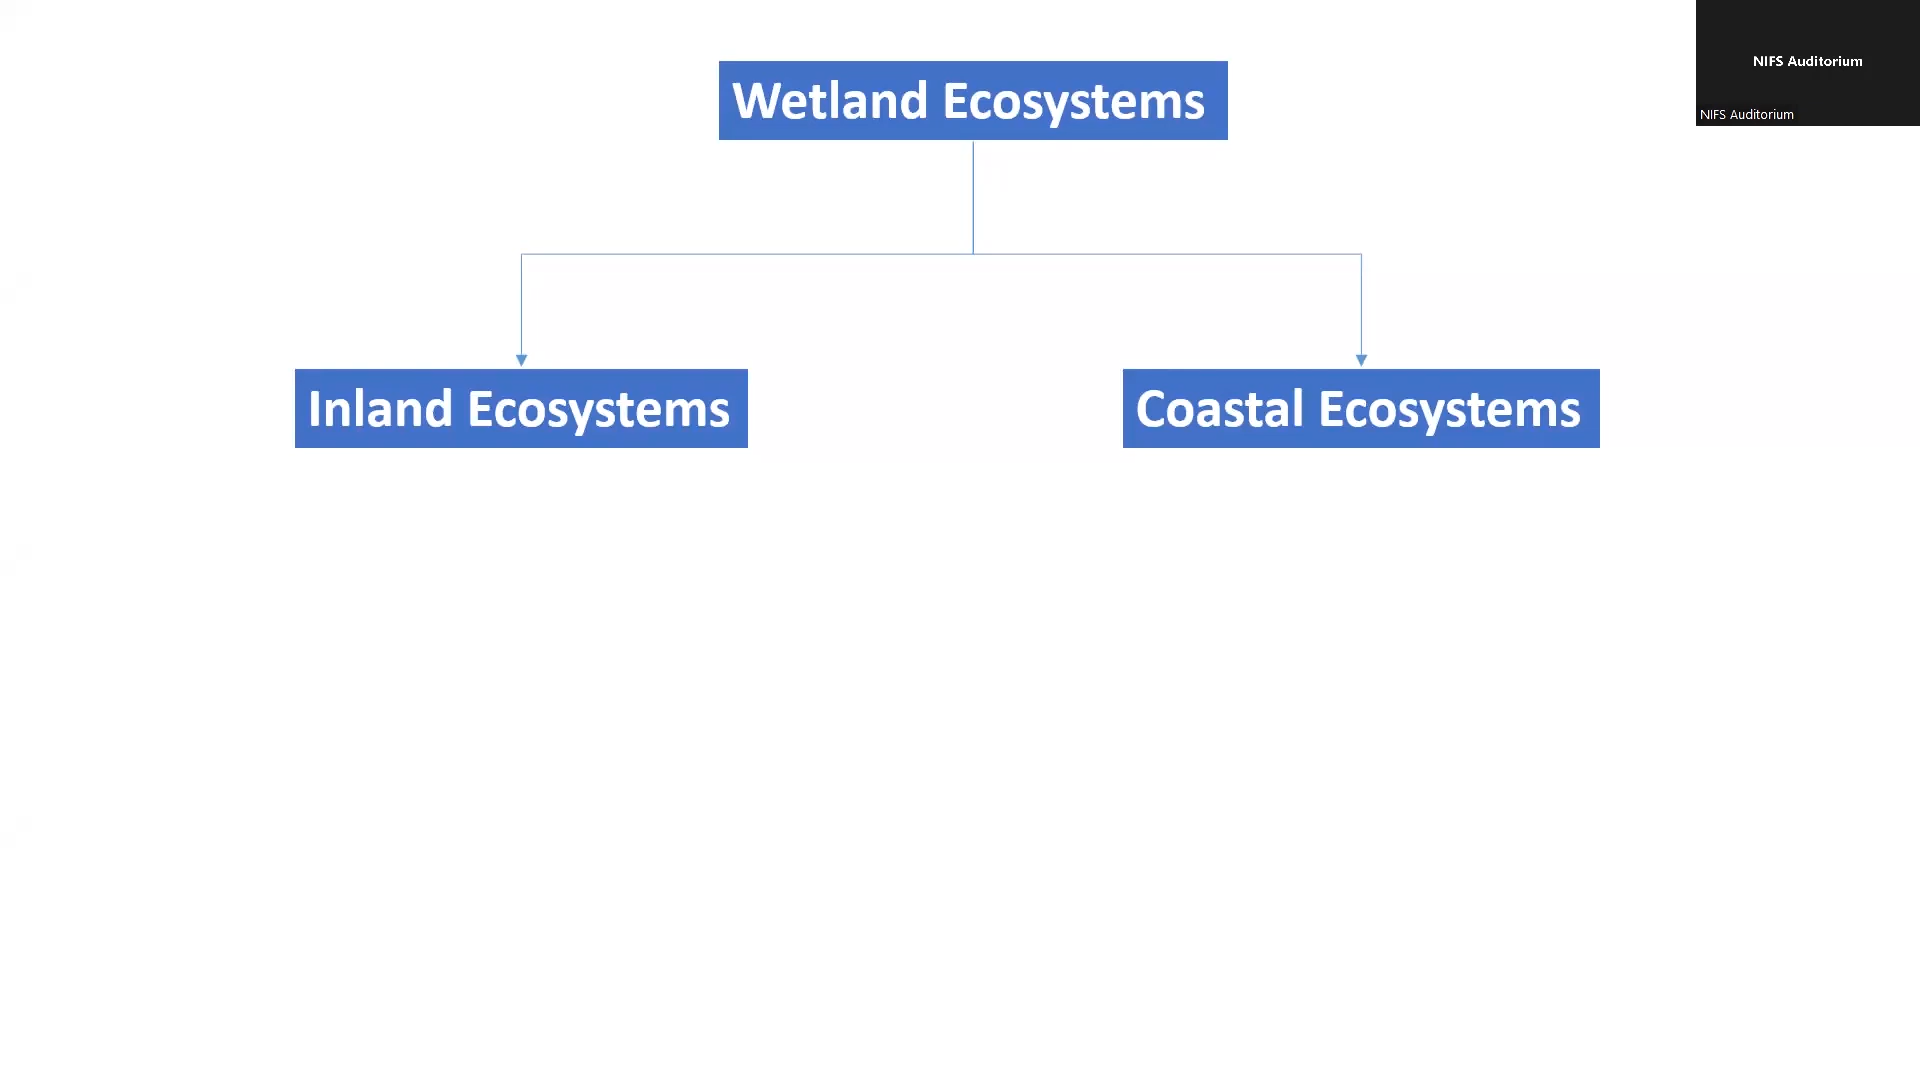 Wetland Ecosystems
NIFS Auditorium
NIFS Auditorium
Inland Ecosystems
Coastal Ecosystems